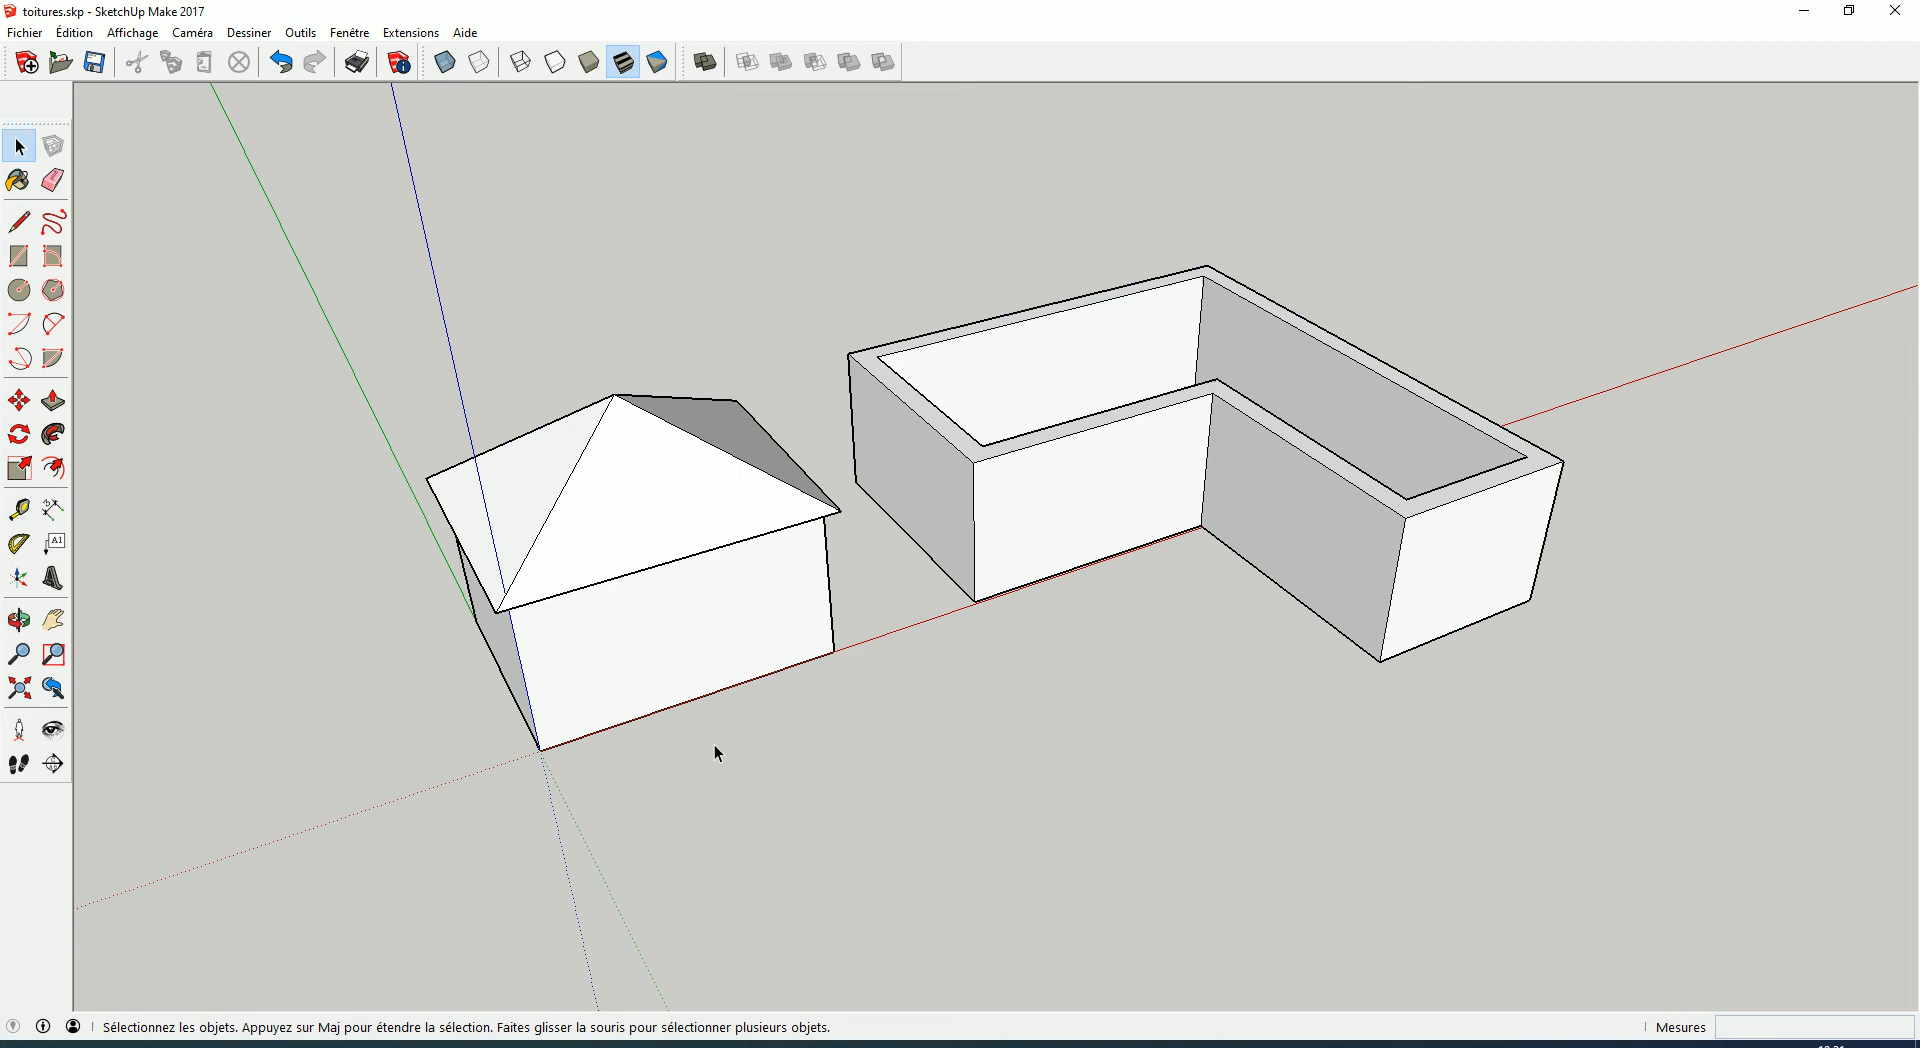 toitures.skp - SketchUp Make 2017
Fichier Édition Affichage Caméra Dessiner Outils Fenêtre Extensions Aide
A1
Sélectionnez les objets. Appuyez sur Maj pour étendre la sélection. Faites glisser la souris pour sélectionner plusieurs objets.
Mesures